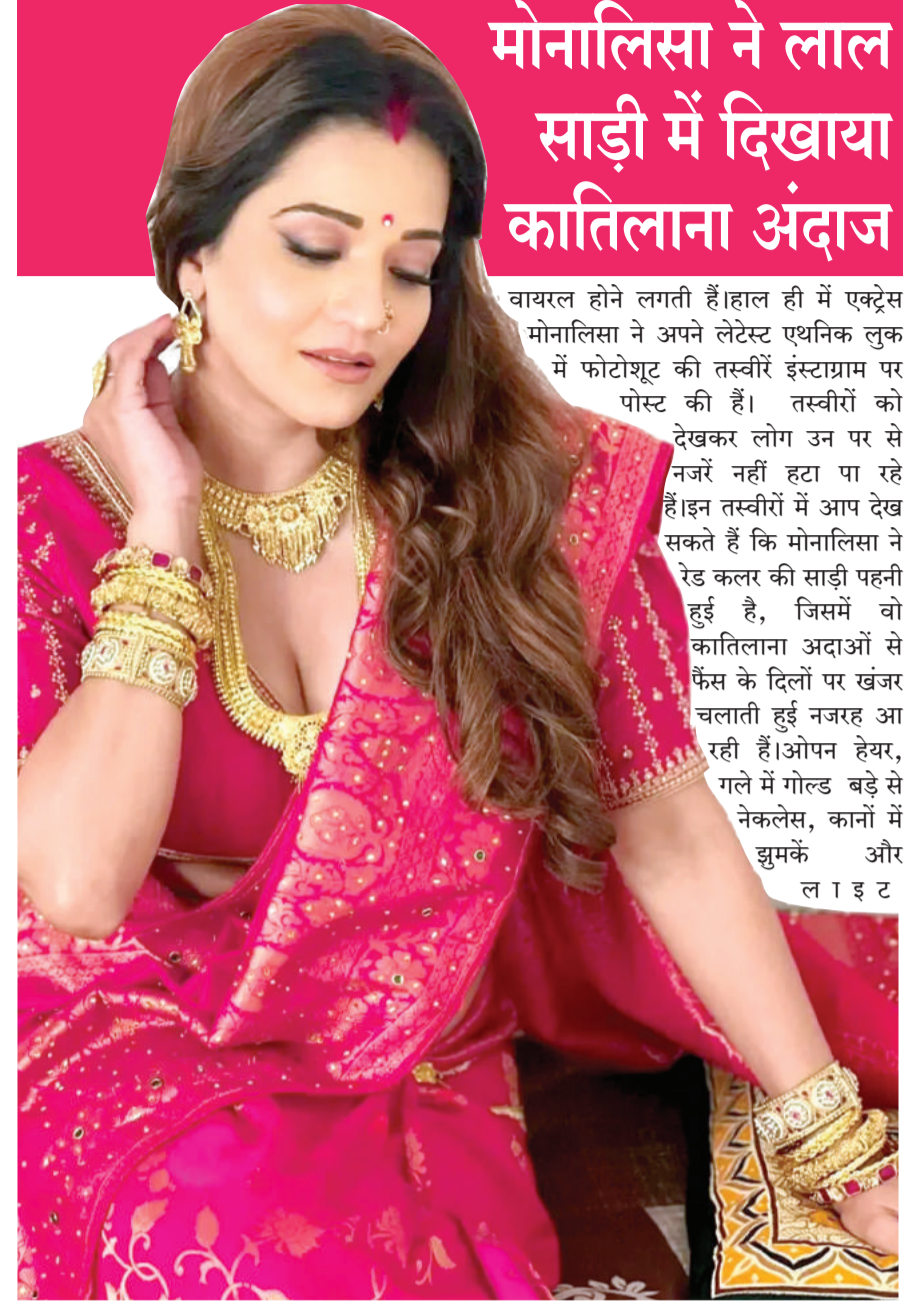 मोनालिसा ने लाल
साड़ी में दिखाया
कातिलाना अंदाज
वायरल होने लगती हैं।हाल ही में एक्ट्रेस
मोनालिसा ने अपने लेटेस्ट एथनिक लुक
में फोटोशूट की तस्वीरें इंस्टाग्राम पर
पोस्ट की हैं। तस्वीरों को
देखकर लोग उन पर से
नजरें नहीं हटा पा रहे
हैं।इन तस्वीरों में आप देख
सकते हैं कि मोनालिसा ने
रेड कलर की साड़ी पहनी
हुई है, जिसमें वो
कातिलाना अदाओं से
फैंस के दिलों पर खंजर
चलाती हुई नजरह आ
रही हैं।ओपन हेयर,
गले में गोल्ड बड़े से
नेकलेस, कानों में
झुमकें और
लाइट